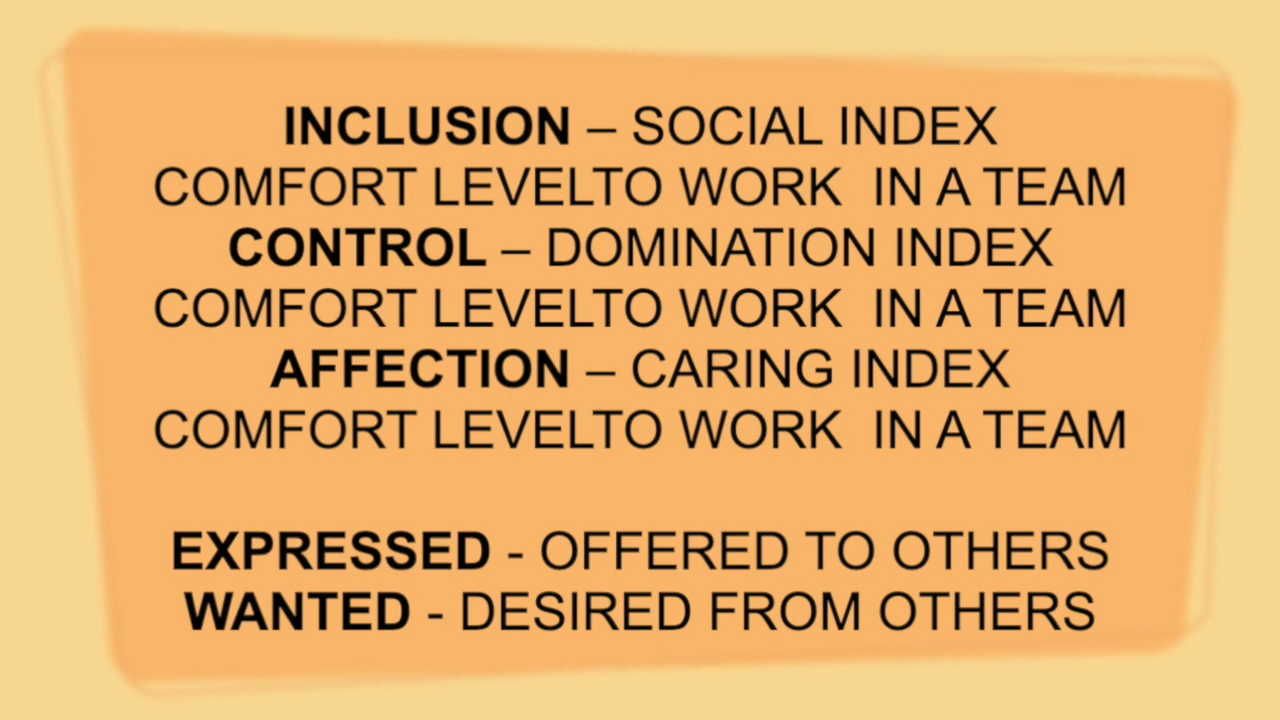 INCLUSION – SOCIAL INDEX
COMFORT LEVELTO WORK  IN A TEAM
CONTROL – DOMINATION INDEX
COMFORT LEVELTO WORK  IN A TEAM
AFFECTION – CARING INDEX
COMFORT LEVELTO WORK  IN A TEAM
EXPRESSED - OFFERED TO OTHERS
WANTED - DESIRED FROM OTHERS